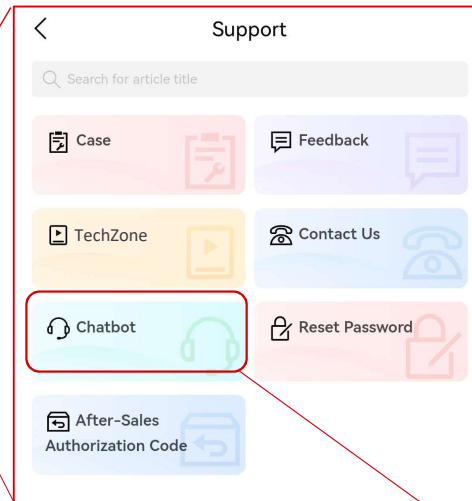 Support
Search for article title
Case
Feedback
TechZone
Contact Us
Chatbot
Reset Password
After-Sales
Authorization Code